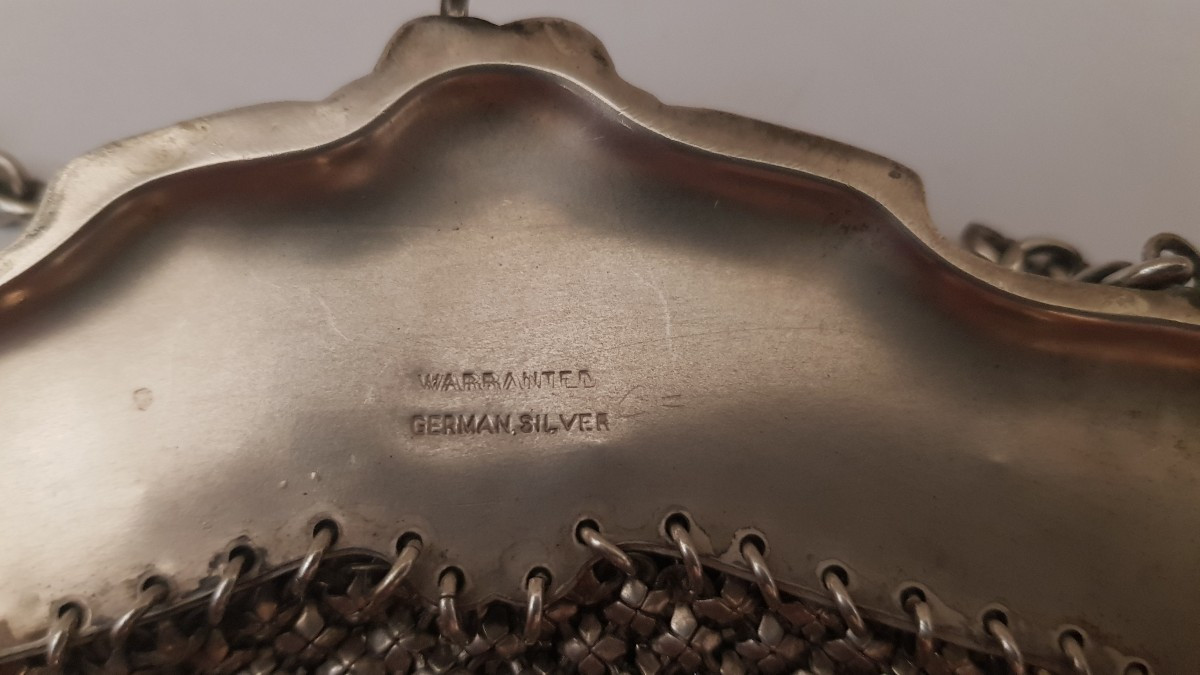 WARRANTED
GERMAN, SILVER